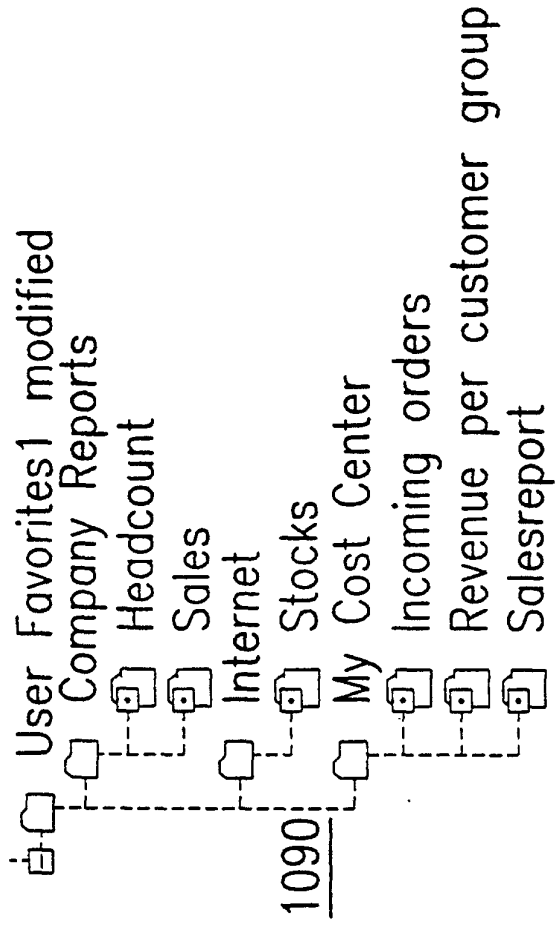 User Favorites1 modified
Company Reports
Headcount
Sales
Internet
Stocks
My Cost Center
Incoming orders
Revenue per customer group
Salesreport
1090